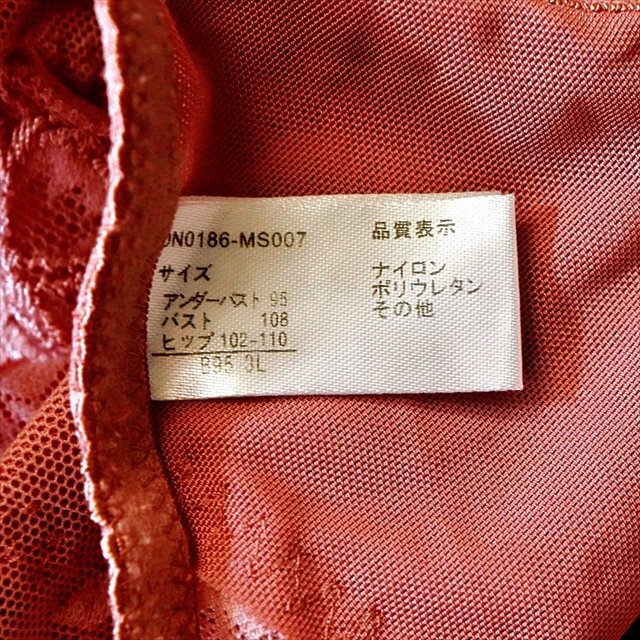 0N0186-MS007
サイズ
アンダーバスト 95
バスト 108
ヒップ 102-110
B95 3L
品質表示
ナイロン
ポリウレタン
その他